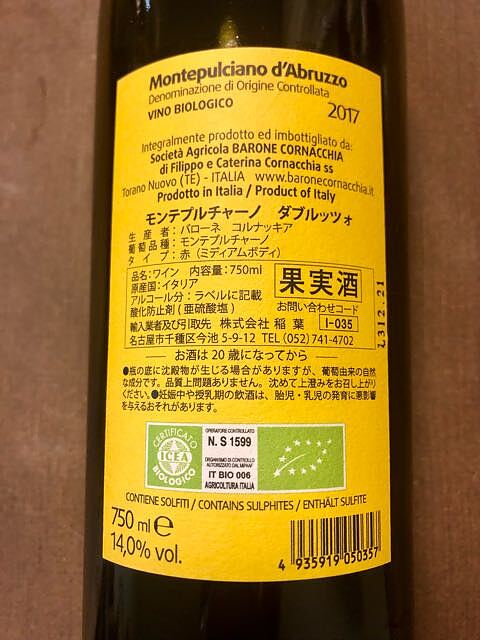 Montepulciano d'Abruzzo
Denominazione di Origine Controllata
VINO BIOLOGICO
2017
Integralmente prodotto ed imbottigliato da:
Società Agricola BARONE CORNACCHIA
di Filippo e Caterina Cornacchia ss
Torano Nuovo (TE) - ITALIA www.baronecornacchia.it
Prodotto in Italia / Product of Italy
モンテプルチャーノ ダブルッツォ
生産者：バローネ コルナッキア
葡萄品種：モンテプルチャーノ
タイプ：赤（ミディアムボディ）
品名：ワイン 内容量：750ml
原産国：イタリア
アルコール分：ラベルに記載
酸化防止剤（亜硫酸塩）
果実酒
お問い合わせコード
I-035
輸入業者及び引取先 株式会社 稲葉
名古屋市千種区今池 5-9-12 TEL (052) 741-4702
L312.21
お酒は20歳になってから
●瓶の底に沈殿物が生じる場合がありますが、葡萄由来の自然
な成分です。品質上問題ありません。沈めて上澄みをお召し上がり
ください。●妊娠中や授乳期の飲酒は、胎児・乳児の発育に悪影響
を与えるおそれがあります。
CERTIFICATO
ICEA
BIOLOGICO
OPERATORE CONTROLLATO
N. S 1599
ORGANISMO DI CONTROLLO
AUTORIZZATO DAL MIPAAF
IT BIO 006
AGRICOLTURA ITALIA
CONTIENE SOLFITI / CONTAINS SULPHITES / ENTHÄLT SULFITE
750 ml e
14,0% vol.
4 935919 050357